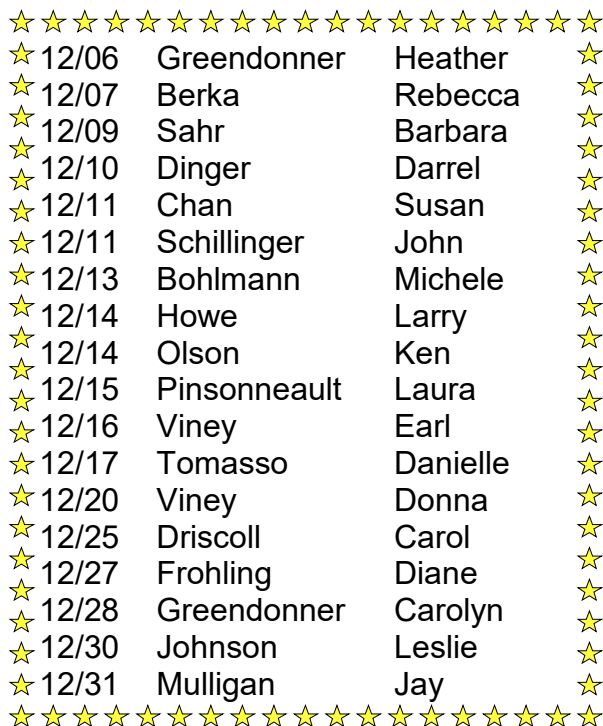 12/06 Greendonner Heather
12/07 Berka Rebecca
12/09 Sahr Barbara
12/10 Dinger Darrel
12/11 Chan Susan
12/11 Schillinger John
12/13 Bohlmann Michele
12/14 Howe Larry
12/14 Olson Ken
12/15 Pinsonneault Laura
12/16 Viney Earl
12/17 Tomasso Danielle
12/20 Viney Donna
12/25 Driscoll Carol
12/27 Frohling Diane
12/28 Greendonner Carolyn
12/30 Johnson Leslie
12/31 Mulligan Jay